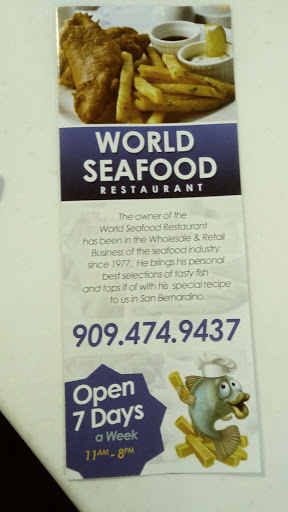 WORLD
SEAFOOD
RESTAURANT
The owner of the
World Seafood Restaurant
has been in the Wholesale & Retail
Business of the seafood industry
since 1977. He brings his personal
best selections of tasty fish
and tops it of with his special recipe
to us in San Bernardino.
909.474.9437
Open
7 Days
a Week
11AM - 8PM